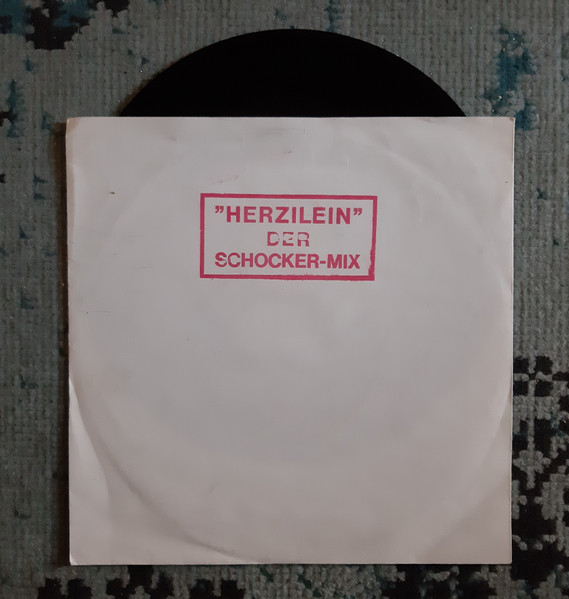 "HERZILEIN"
DER
SCHOCKER-MIX